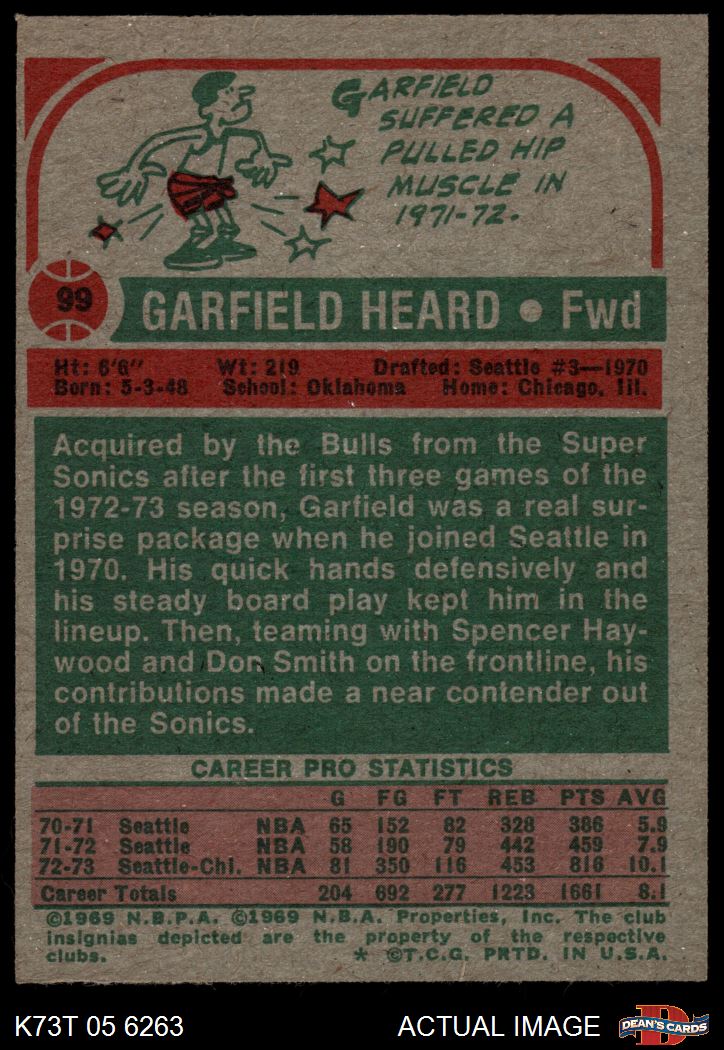 GARFIELD
SUFFERED A
PULLED HIP
MUSCLE IN
1971-72.
99
GARFIELD HEARD • Fwd
Ht: 6'6" Wt: 219 Drafted: Seattle #3—1970
Born: 5-3-48 School: Oklahoma Home: Chicago, Ill.
Acquired by the Bulls from the Super
Sonics after the first three games of the
1972-73 season, Garfield was a real sur-
prise package when he joined Seattle in
1970. His quick hands defensively and
his steady board play kept him in the
lineup. Then, teaming with Spencer Hay-
wood and Don Smith on the frontline, his
contributions made a near contender out
of the Sonics.
CAREER PRO STATISTICS
G FG FT REB PTS AVG
70-71 Seattle NBA 65 152 82 328 386 5.9
71-72 Seattle NBA 58 190 79 442 459 7.9
72-73 Seattle-Chi. NBA 81 350 116 453 816 10.1
Career Totals 204 692 277 1223 1661 8.1
©1969 N.B.P.A. ©1969 N.B.A. Properties, Inc. The club
insignias depicted are the property of the respective
clubs. * ©T.C.G. PRTD. IN U.S.A.
K73T 05 6263 ACTUAL IMAGE
D
DEAN'S CARDS